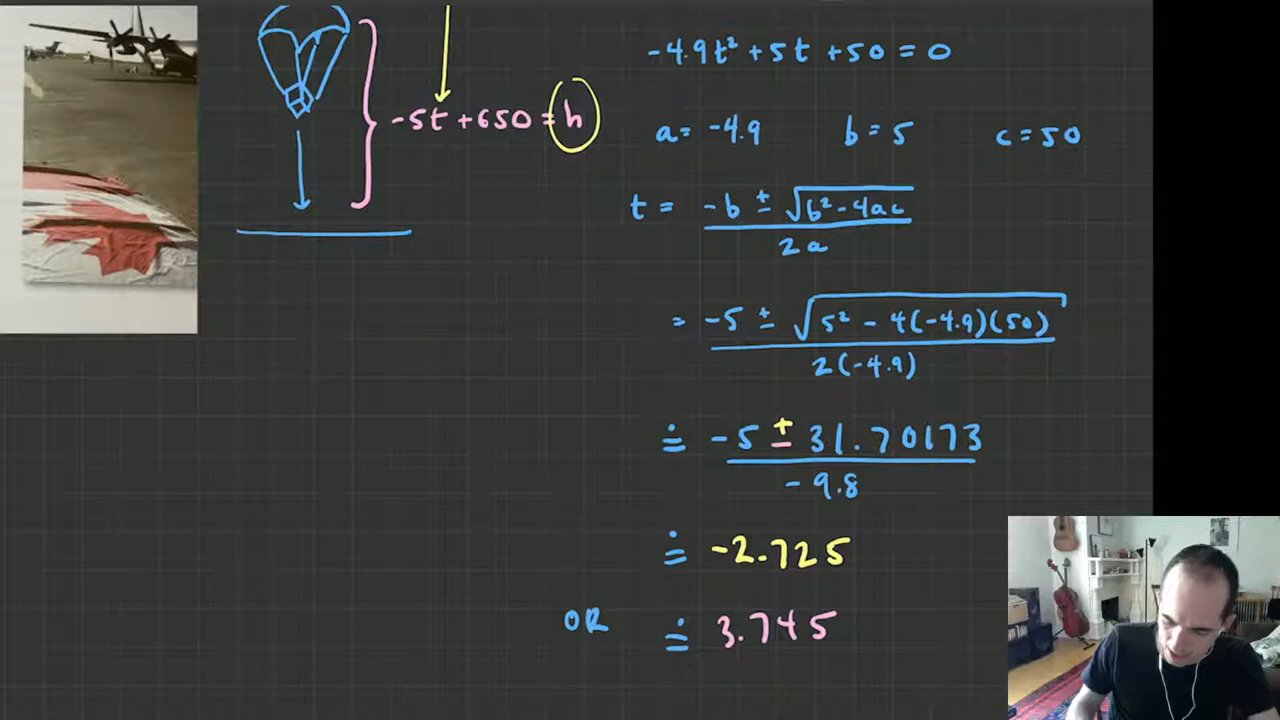 -5t + 650 = h
-4.9t² + 5t + 50 = 0
a = -4.9 b = 5 c = 50
t = -b ± √b² - 4ac
2a
= -5 ± √5² - 4(-4.9)(50)
2(-4.9)
≐ -5 ± 31.70173
-9.8
≐ -2.725
OR ≐ 3.745